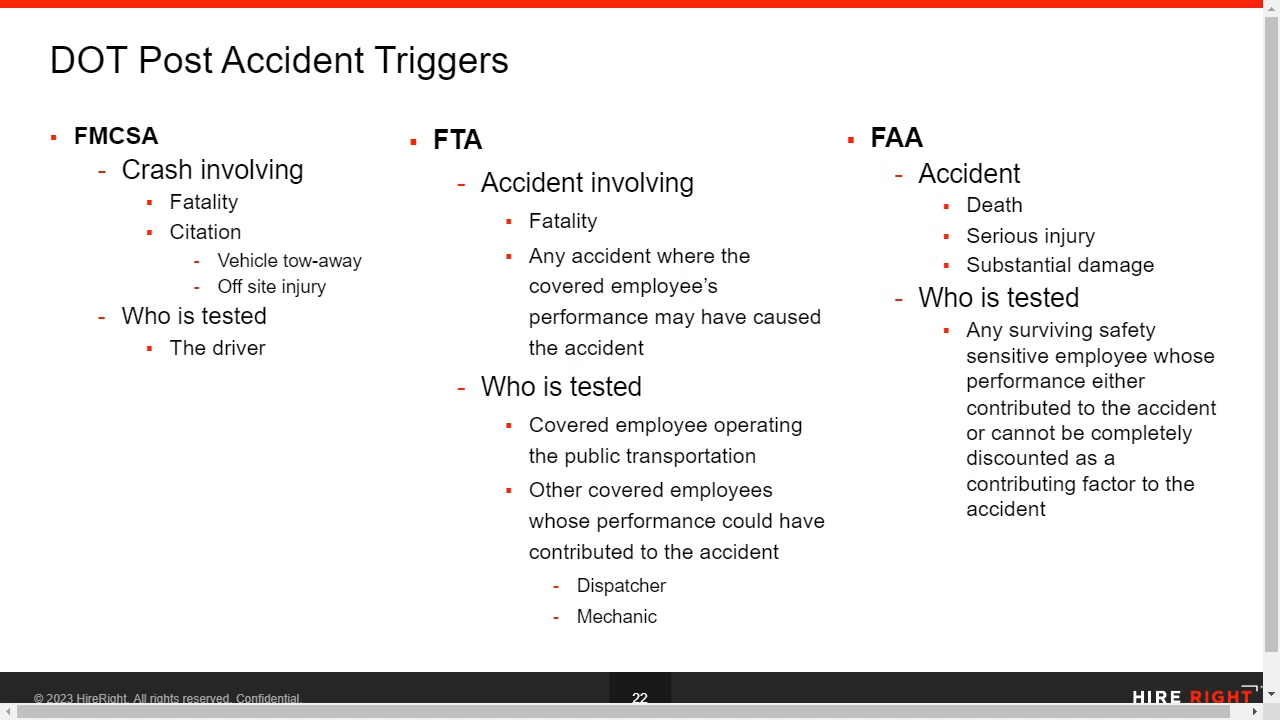 DOT Post Accident Triggers
FMCSA
Crash involving
Fatality
Citation
Vehicle tow-away
Off site injury
Who is tested
The driver
FTA
Accident involving
Fatality
Any accident where the
covered employee’s
performance may have caused
the accident
Who is tested
Covered employee operating
the public transportation
Other covered employees
whose performance could have
contributed to the accident
Dispatcher
Mechanic
FAA
Accident
Death
Serious injury
Substantial damage
Who is tested
Any surviving safety
sensitive employee whose
performance either
contributed to the accident
or cannot be completely
discounted as a
contributing factor to the
accident
© 2023 HireRight. All rights reserved. Confidential.
22
HIRE RIGHT